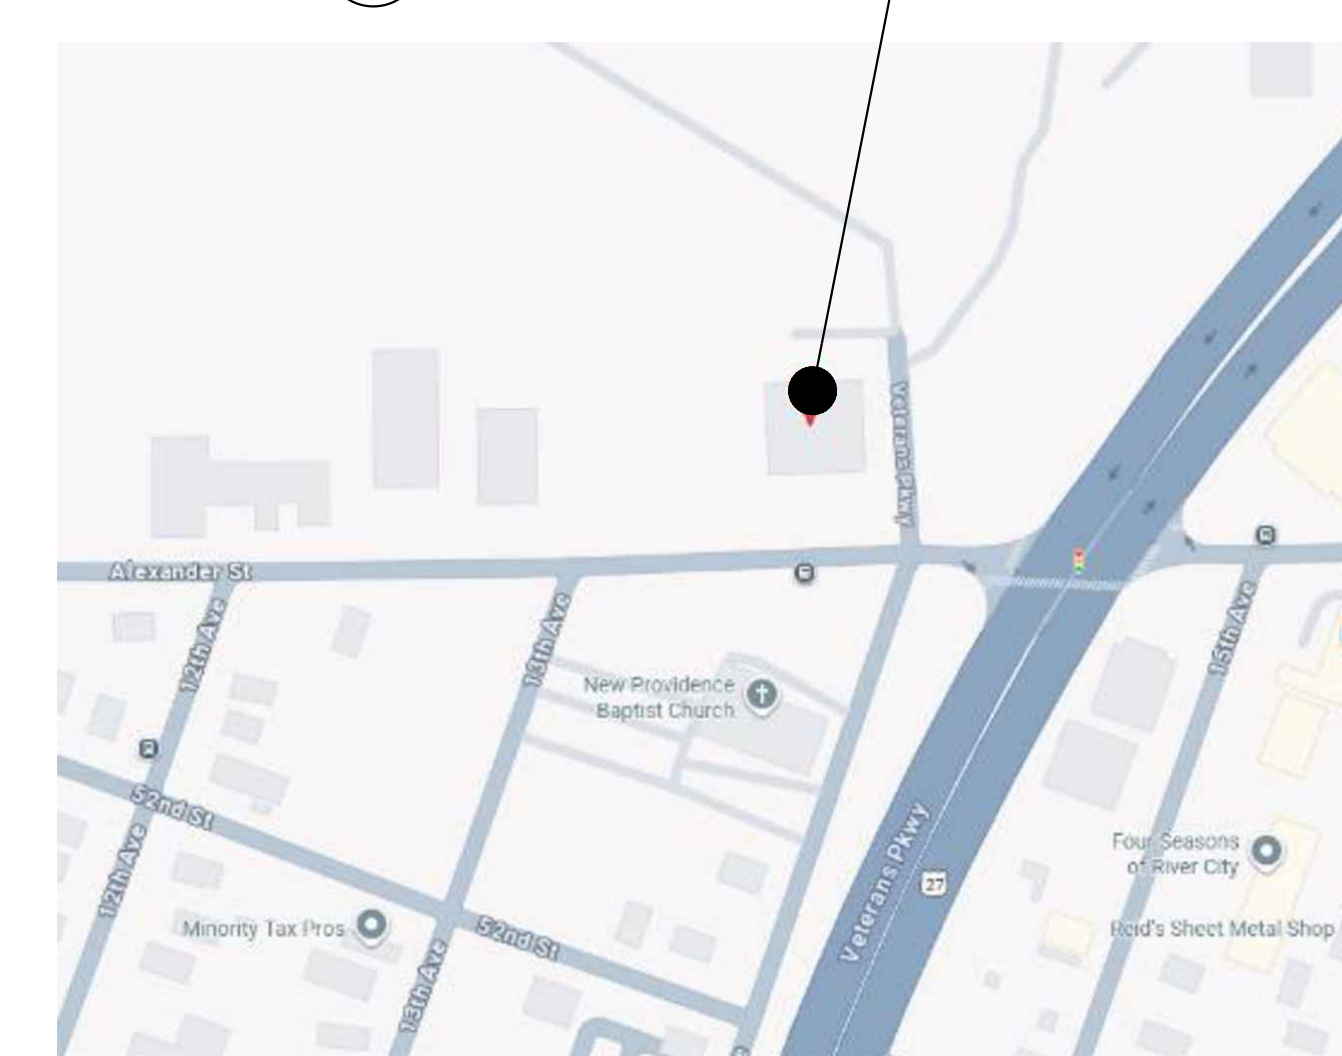 Veterans Pkwy
Alexander St
12th Ave
13th Ave
15th Ave
New Providence
Baptist Church
52nd St
12th Ave
Veterans Pkwy
27
Four Seasons
of River City
Minority Tax Pros
52nd St
Reid's Sheet Metal Shop
13th Ave